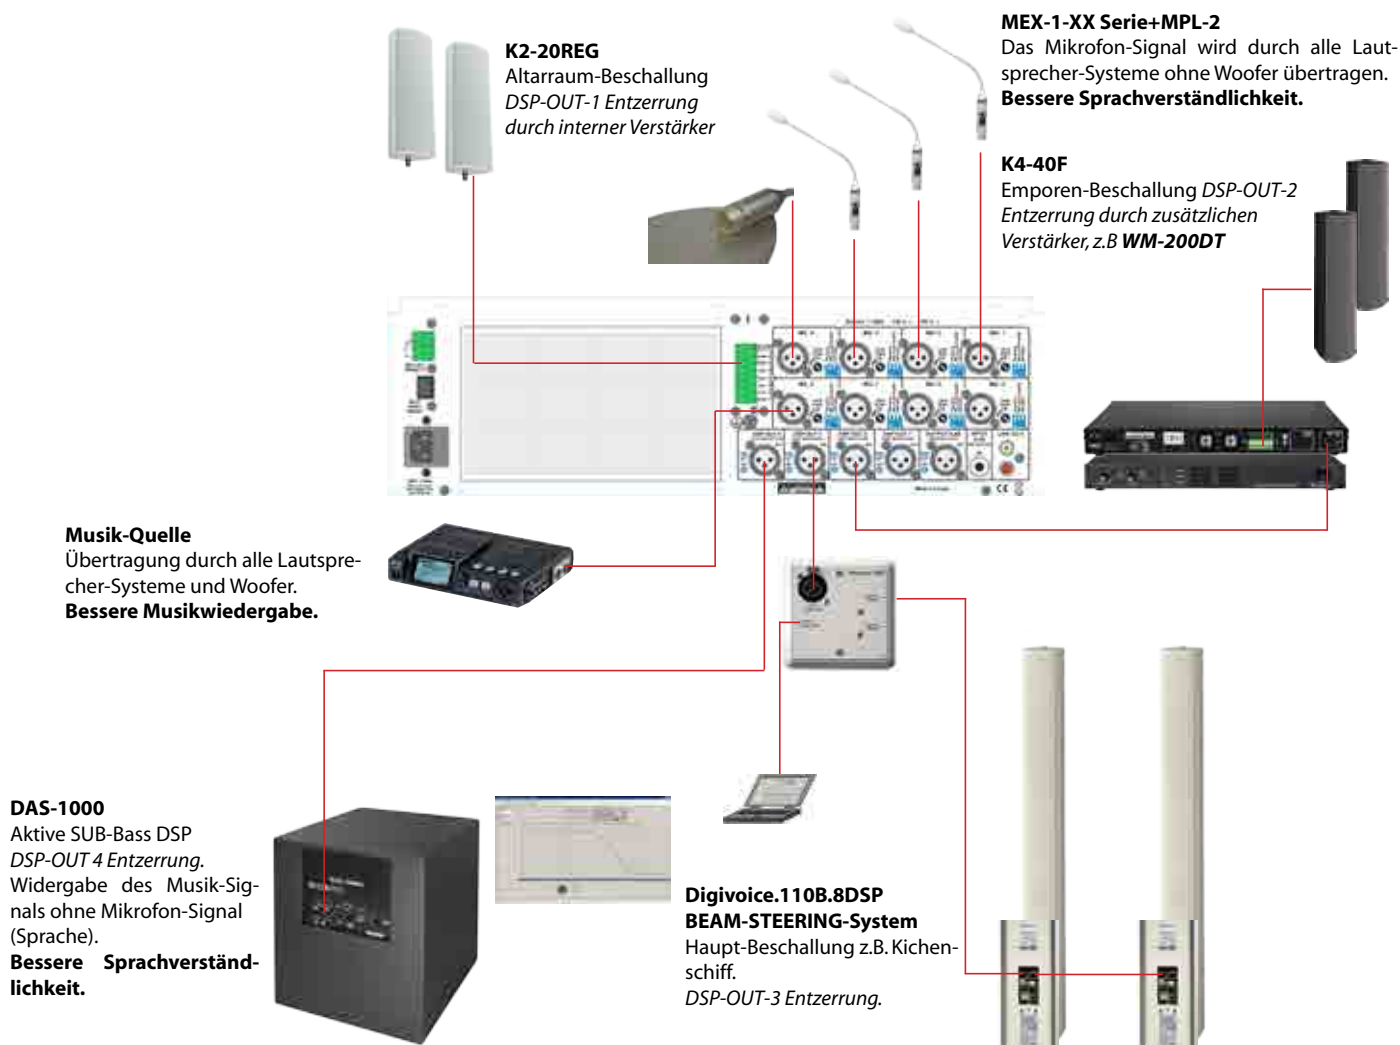 K2-20REG
Altarraum-Beschallung
DSP-OUT-1 Entzerrung
durch interner Verstärker
MEX-1-XX Serie+MPL-2
Das Mikrofon-Signal wird durch alle Laut-
sprecher-Systeme ohne Woofer übertragen.
Bessere Sprachverständlichkeit.
K4-40F
Emporen-Beschallung DSP-OUT-2
Entzerrung durch zusätzlichen
Verstärker, z.B WM-200DT
Musik-Quelle
Übertragung durch alle Lautspre-
cher-Systeme und Woofer.
Bessere Musikwiedergabe.
DAS-1000
Aktive SUB-Bass DSP
DSP-OUT 4 Entzerrung.
Widergabe des Musik-Sig-
nals ohne Mikrofon-Signal
(Sprache).
Bessere Sprachverständ-
lichkeit.
Digivoice.110B.8DSP
BEAM-STEERING-System
Haupt-Beschallung z.B. Kichen-
schiff.
DSP-OUT-3 Entzerrung.